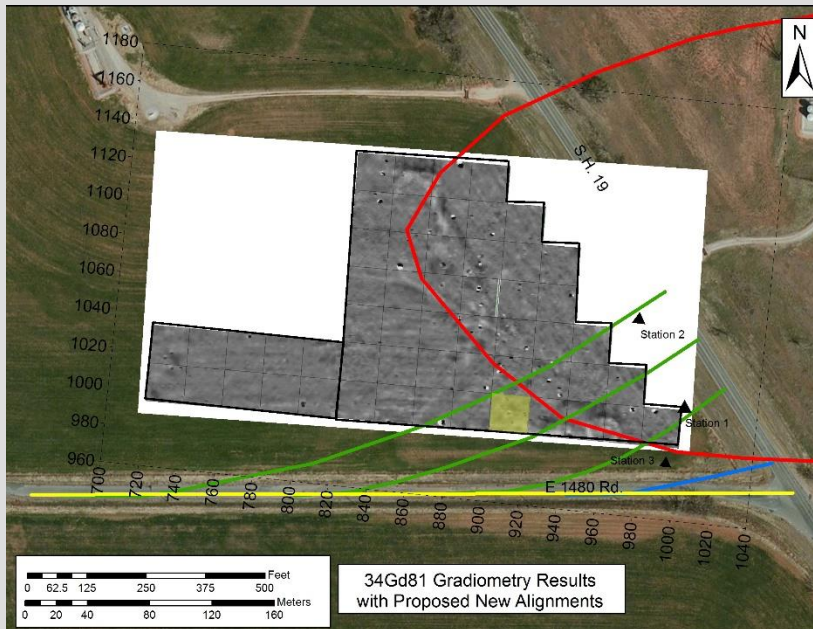 N
1180
1160
1140
1120
1100
1080
1060
1040
1020
1000
980
960
S.H. 19
Station 2
Station 1
Station 3
E 1480 Rd.
700
720
740
760
780
800
820
840
860
880
900
920
940
960
980
1000
1020
1040
Feet
0 62.5 125 250 375 500
Meters
0 20 40 80 120 160
34Gd81 Gradiometry Results
with Proposed New Alignments